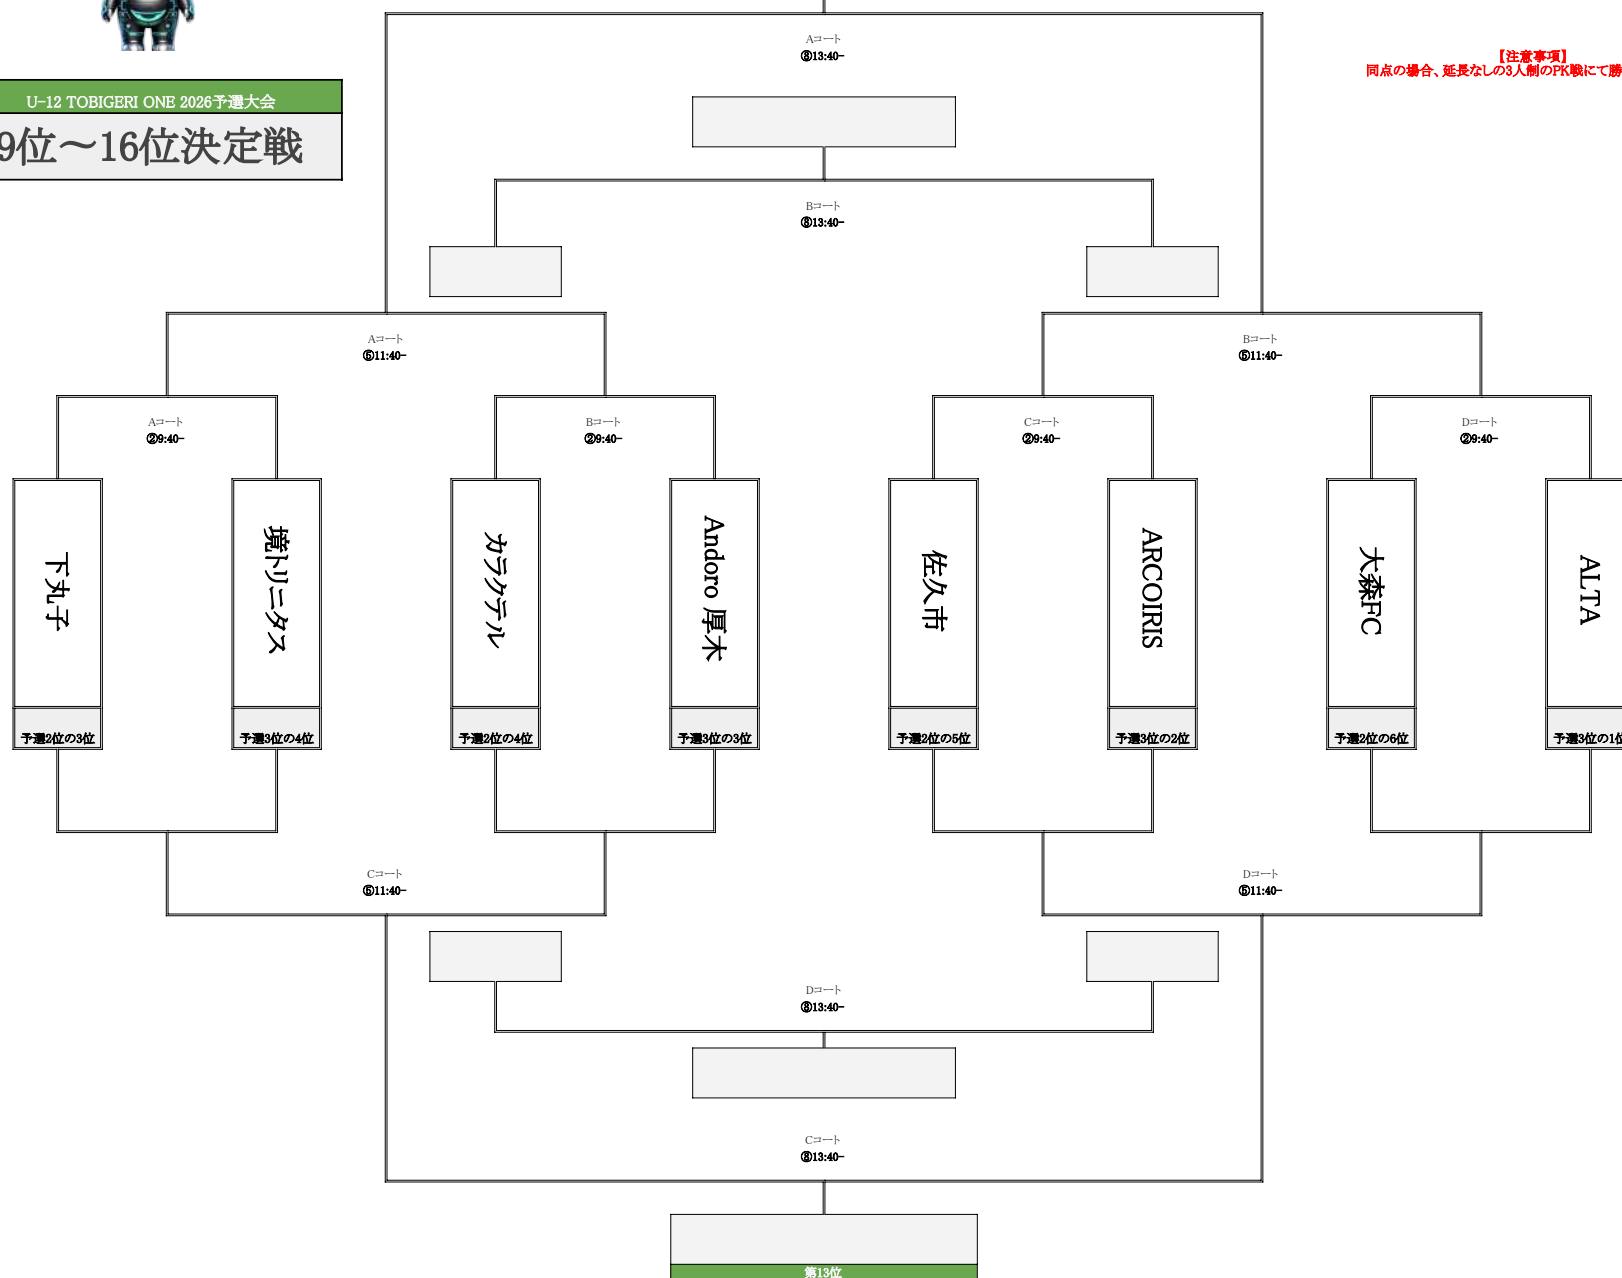 Aコート
⑧13:40-
【注意事項】
同点の場合、延長なしの3人制のPK戦にて勝
U-12 TOBIGERI ONE 2026予選大会
9位～16位決定戦
Bコート
⑧13:40-
Aコート
⑤11:40-
Bコート
⑤11:40-
Aコート
②9:40-
Bコート
②9:40-
Cコート
②9:40-
Dコート
②9:40-
下丸子
境トリニタス
カラクテル
Andoro 厚木
佐久市
ARCOIRIS
大森FC
ALTA
予選2位の3位
予選3位の4位
予選2位の4位
予選3位の3位
予選2位の5位
予選3位の2位
予選2位の6位
予選3位の1位
Cコート
⑤11:40-
Dコート
⑤11:40-
Dコート
⑧13:40-
Cコート
⑧13:40-
第13位